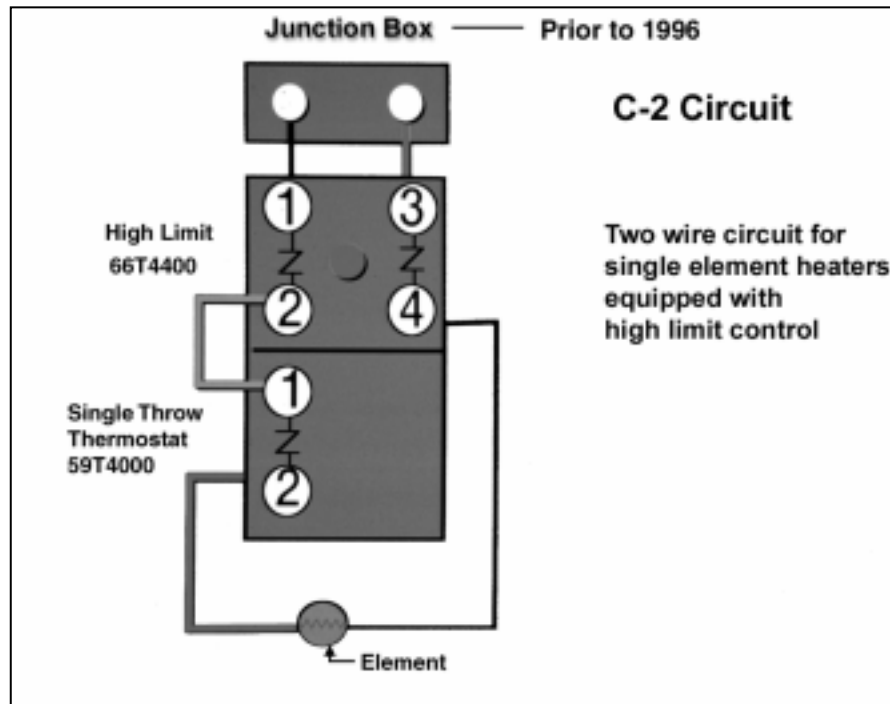 Junction Box — Prior to 1996
C-2 Circuit
1 3
High Limit
66T4400
2 4
Two wire circuit for
single element heaters
equipped with
high limit control
1
Single Throw
Thermostat
59T4000
2
Element